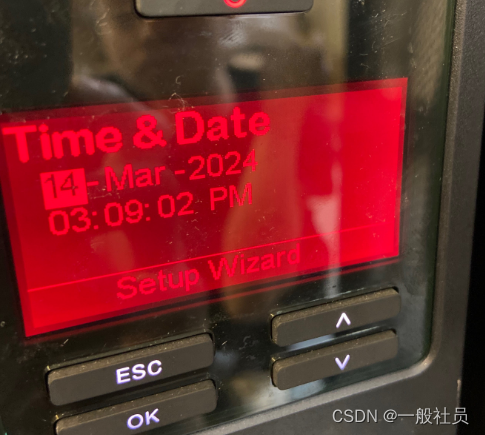 Time & Date
14 - Mar - 2024
03: 09: 02 PM
Setup Wizard
ESC
OK
CSDN @一般社员